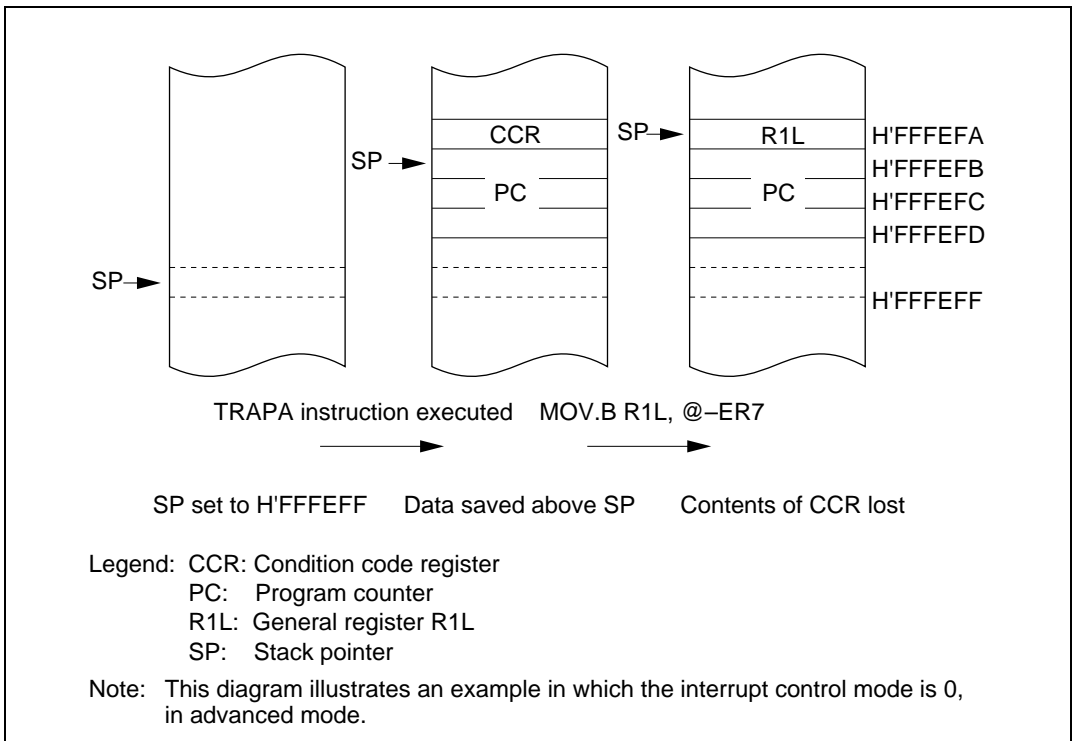 CCR
SP
R1L
H'FFFEFA
SP
H'FFFEFB
PC
PC
H'FFFEFC
H'FFFEFD
SP
H'FFFEFF
TRAPA instruction executed
MOV.B R1L, @–ER7
SP set to H'FFFEFF
Data saved above SP
Contents of CCR lost
Legend: CCR: Condition code register
PC: Program counter
R1L: General register R1L
SP: Stack pointer
Note: This diagram illustrates an example in which the interrupt control mode is 0,
in advanced mode.